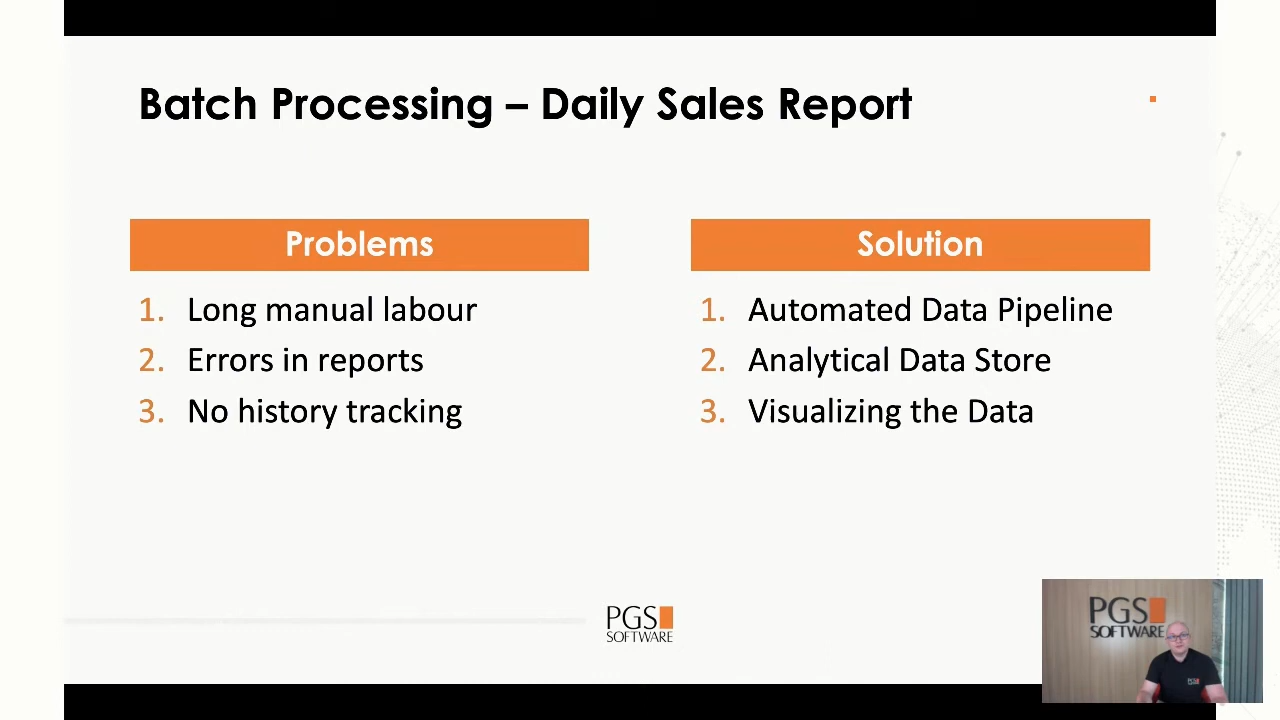 Batch Processing – Daily Sales Report
Problems
1. Long manual labour
2. Errors in reports
3. No history tracking
Solution
1. Automated Data Pipeline
2. Analytical Data Store
3. Visualizing the Data
PGS
SOFTWARE
PGS
SOFTWARE
PGS